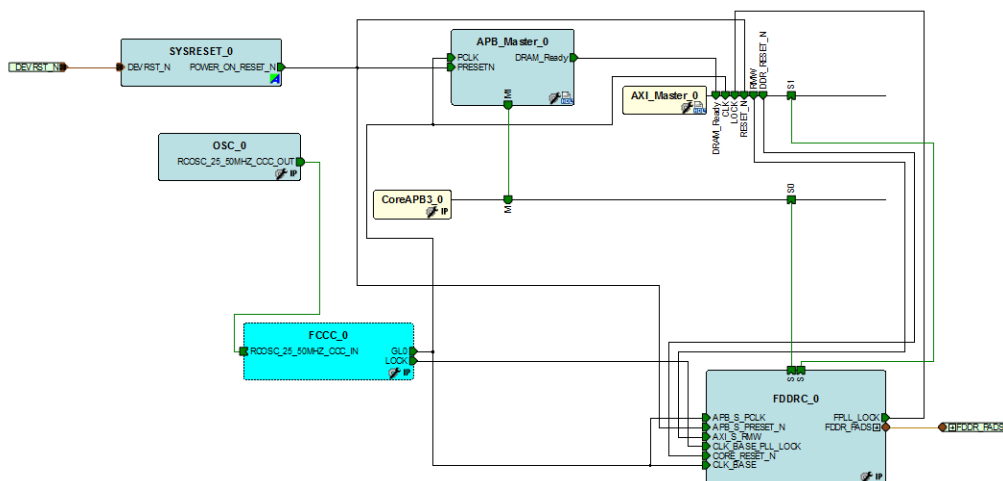 SYSRESET_0
DEVRST_N
DEVRST_N
POWER_ON_RESET_N
APB_Master_0
PCLK
PRESETN
DRAM_Ready
M
AXI_Master_0
DRAM_Ready
CLK
LOCK
RESET_N
RMW
DDR_RESET_N
S1
OSC_0
RCOSC_25_50MHZ_CCC_OUT
IP
CoreAPB3_0
IP
M
S0
FCCC_0
RCOSC_25_50MHZ_CCC_IN
GL0
LOCK
IP
S
S
FDDRC_0
APB_S_PCLK
APB_S_PRESET_N
AXI_S_RMW
CLK_BASE_PLL_LOCK
CORE_RESET_N
CLK_BASE
FPLL_LOCK
FDDR_PADS
FDDR_PADS
IP